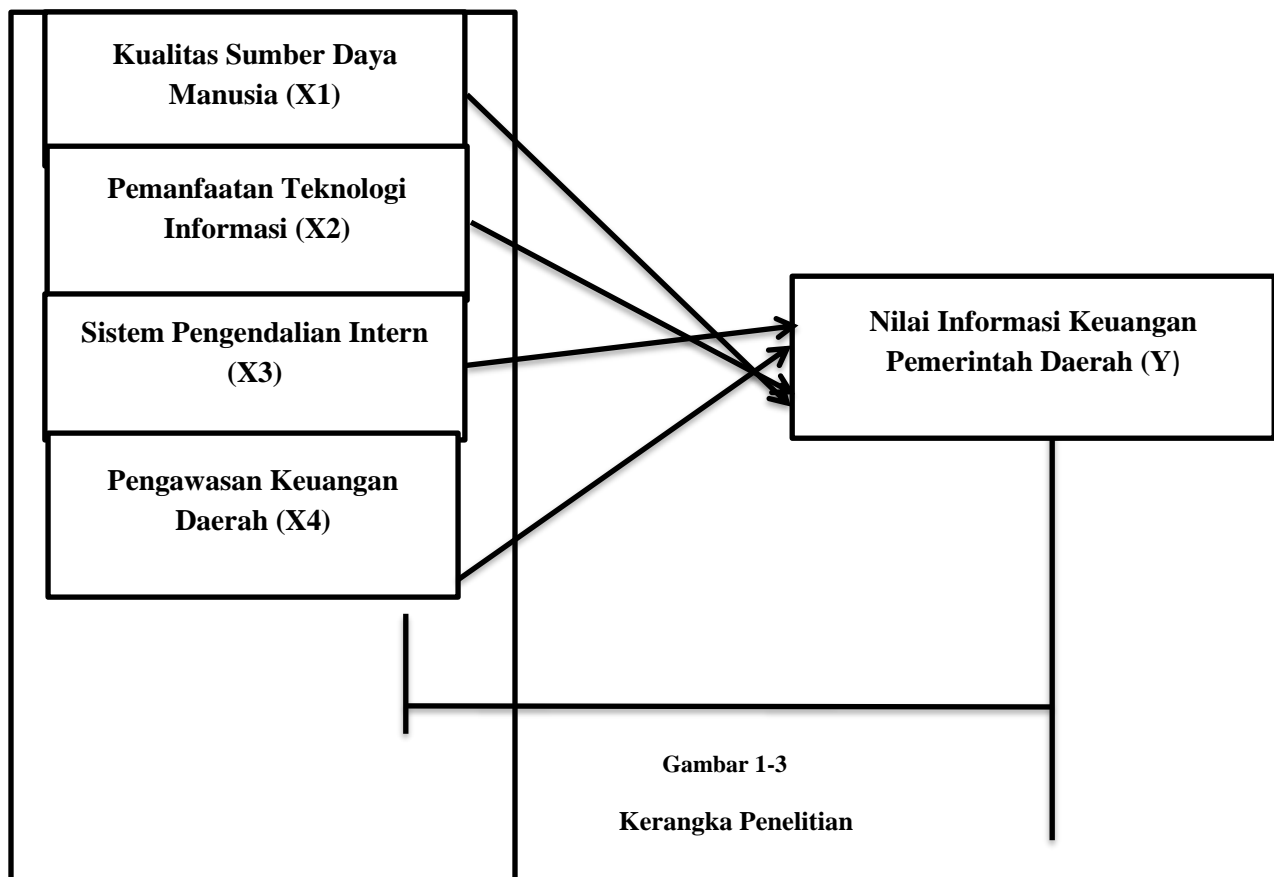 Kualitas Sumber Daya
Manusia (X1)
Pemanfaatan Teknologi
Informasi (X2)
Sistem Pengendalian Intern
(X3)
Pengawasan Keuangan
Daerah (X4)
Nilai Informasi Keuangan
Pemerintah Daerah (Y)
Gambar 1-3
Kerangka Penelitian